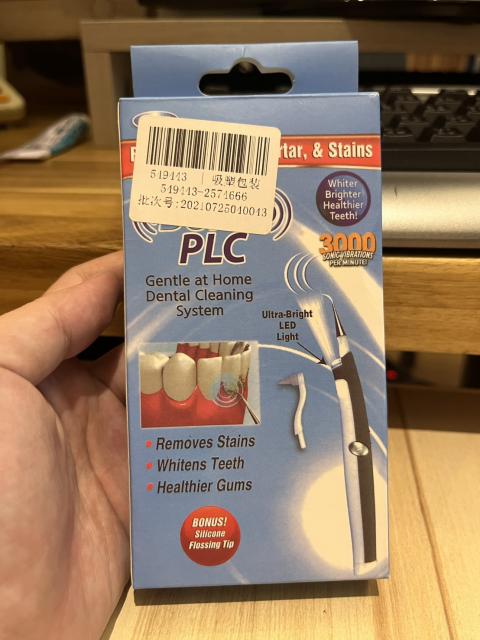 tar, & Stains
549443 吸塑包装
549443-2574666
批次号:20210725040043
Whiter
Brighter
Healthier
Teeth!
PLC
3000
SONIC VIBRATIONS
PER MINUTE!
Gentle at Home
Dental Cleaning
System
Ultra-Bright
LED
Light
• Removes Stains
• Whitens Teeth
• Healthier Gums
BONUS!
Silicone
Flossing Tip